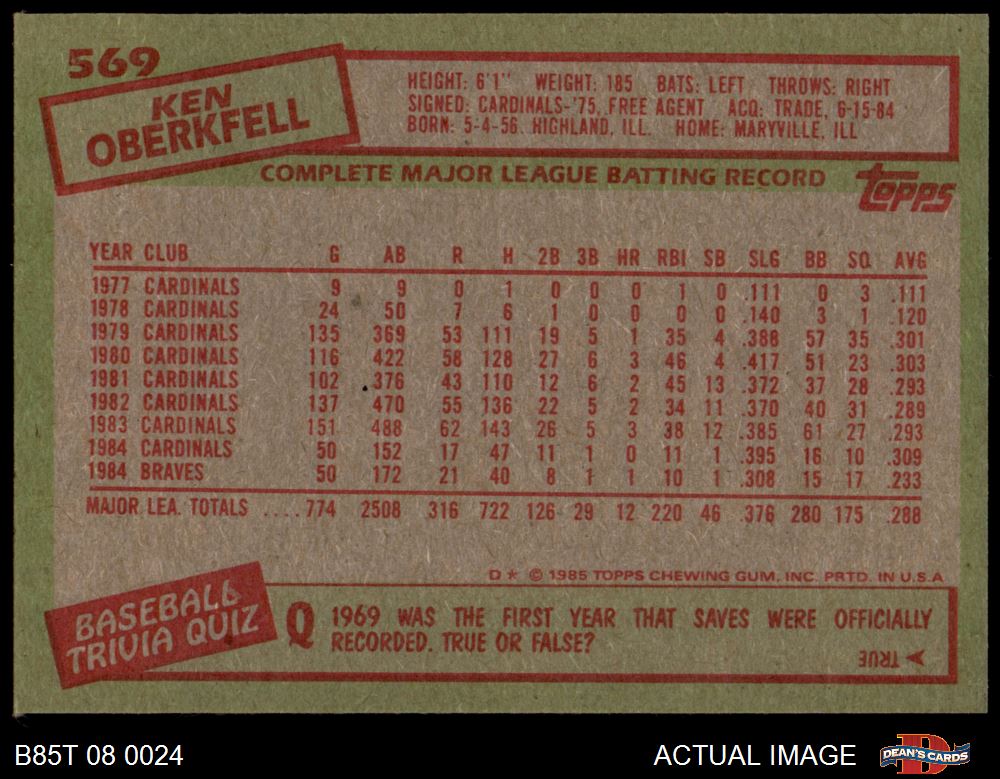 569
KEN
OBERKFELL
HEIGHT: 6'1" WEIGHT: 185 BATS: LEFT THROWS: RIGHT
SIGNED: CARDINALS-'75, FREE AGENT ACQ: TRADE, 6-15-84
BORN: 5-4-56, HIGHLAND, ILL. HOME: MARYVILLE, ILL
COMPLETE MAJOR LEAGUE BATTING RECORD
topps
YEAR CLUB G AB R H 2B 3B HR RBI SB SLG BB SO AVG
1977 CARDINALS 9 9 0 1 0 0 0 1 0 .111 0 3 .111
1978 CARDINALS 24 50 7 6 1 0 0 0 0 .140 3 1 .120
1979 CARDINALS 135 369 53 111 19 5 1 35 4 .388 57 35 .301
1980 CARDINALS 116 422 58 128 27 6 3 46 4 .417 51 23 .303
1981 CARDINALS 102 376 43 110 12 6 2 45 13 .372 37 28 .293
1982 CARDINALS 137 470 55 136 22 5 2 34 11 .370 40 31 .289
1983 CARDINALS 151 488 62 143 26 5 3 38 12 .385 61 27 .293
1984 CARDINALS 50 152 17 47 11 1 0 11 1 .395 16 10 .309
1984 BRAVES 50 172 21 40 8 1 1 10 1 .308 15 17 .233
MAJOR LEA. TOTALS ....774 2508 316 722 126 29 12 220 46 .376 280 175 .288
D* © 1985 TOPPS CHEWING GUM, INC. PRTD. IN U.S.A
BASEBALL
TRIVIA QUIZ
Q 1969 WAS THE FIRST YEAR THAT SAVES WERE OFFICIALLY
RECORDED. TRUE OR FALSE?
TRUE
B85T 08 0024
ACTUAL IMAGE
DEAN'S CARDS